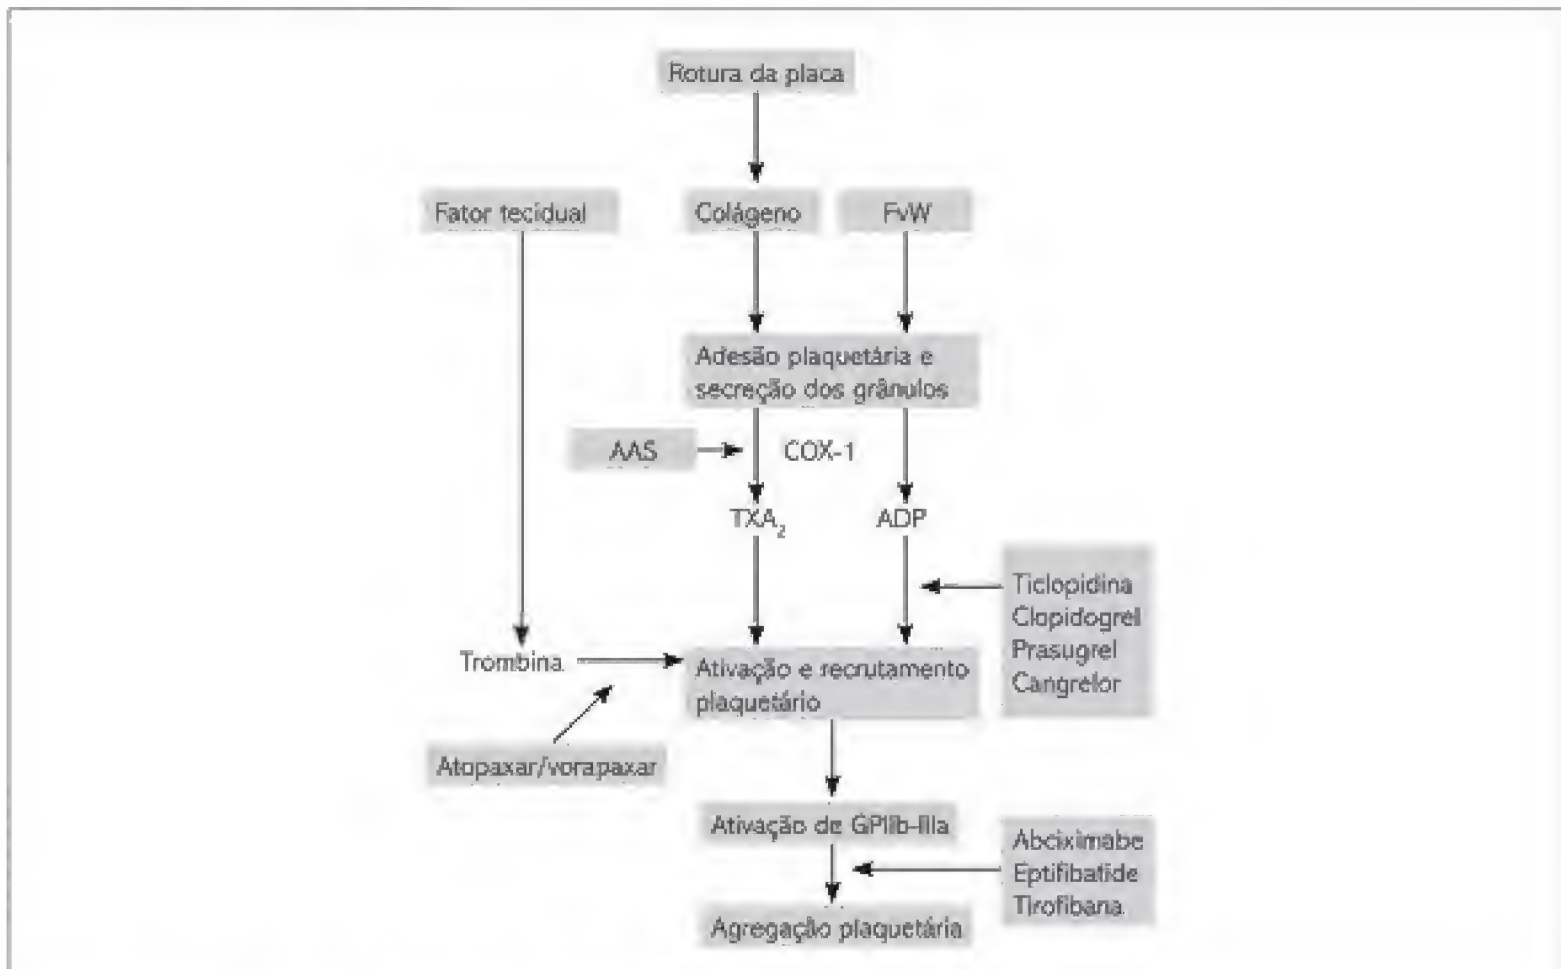 Rotura da placa
Fator tecidual
Colágeno
FvW
Adesão plaquetária e
secreção dos grânulos
AAS
COX-1
TXA₂
ADP
Ticlopidina
Clopidogrel
Prasugrel
Cangrelor
Trombina
Ativação e recrutamento
plaquetário
Atopaxar/vorapaxar
Ativação de GPIIb-IIIa
Abciximabe
Eptifibatide
Tirofibana
Agregação plaquetária